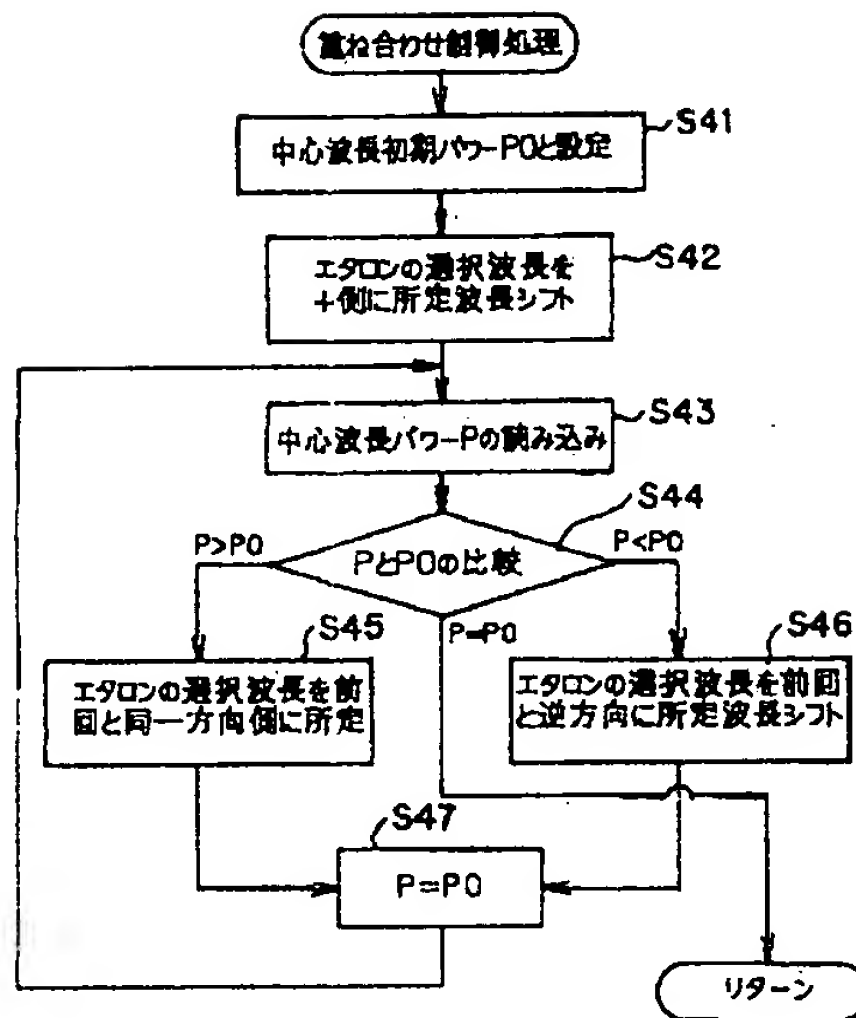 重ね合わせ制御処理
S41
中心波長初期パワーP0と設定
S42
エタロンの選択波長を
+側に所定波長シフト
S43
中心波長パワーPの読み込み
S44
P>P0
PとP0の比較
P<P0
P=P0
S45
エタロンの選択波長を前
回と同一方向側に所定
S46
エタロンの選択波長を前回
と逆方向に所定波長シフト
S47
P=P0
リターン